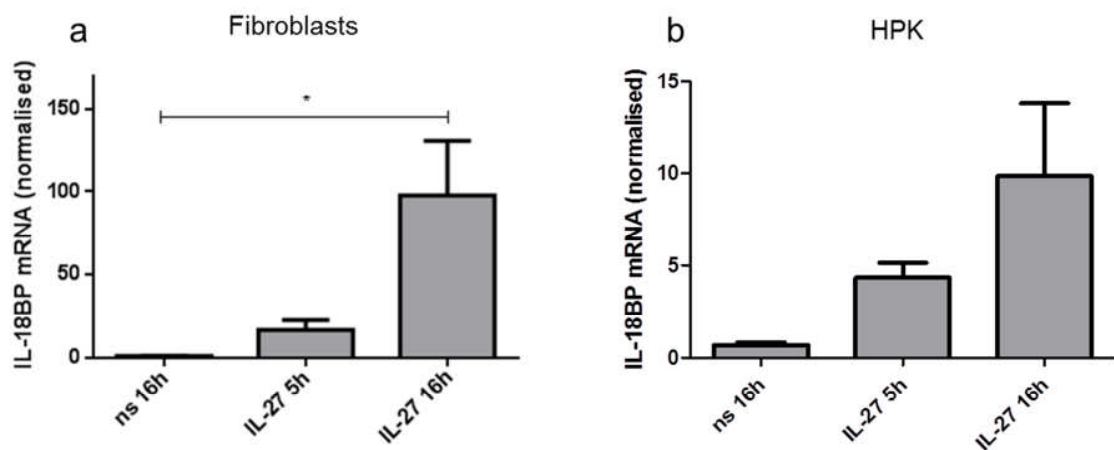 a
Fibroblasts
IL-18BP mRNA (normalised)
150
100
50
0
*
ns 16h
IL-27 5h
IL-27 16h
b
HPK
IL-18BP mRNA (normalised)
15
10
5
0
ns 16h
IL-27 5h
IL-27 16h